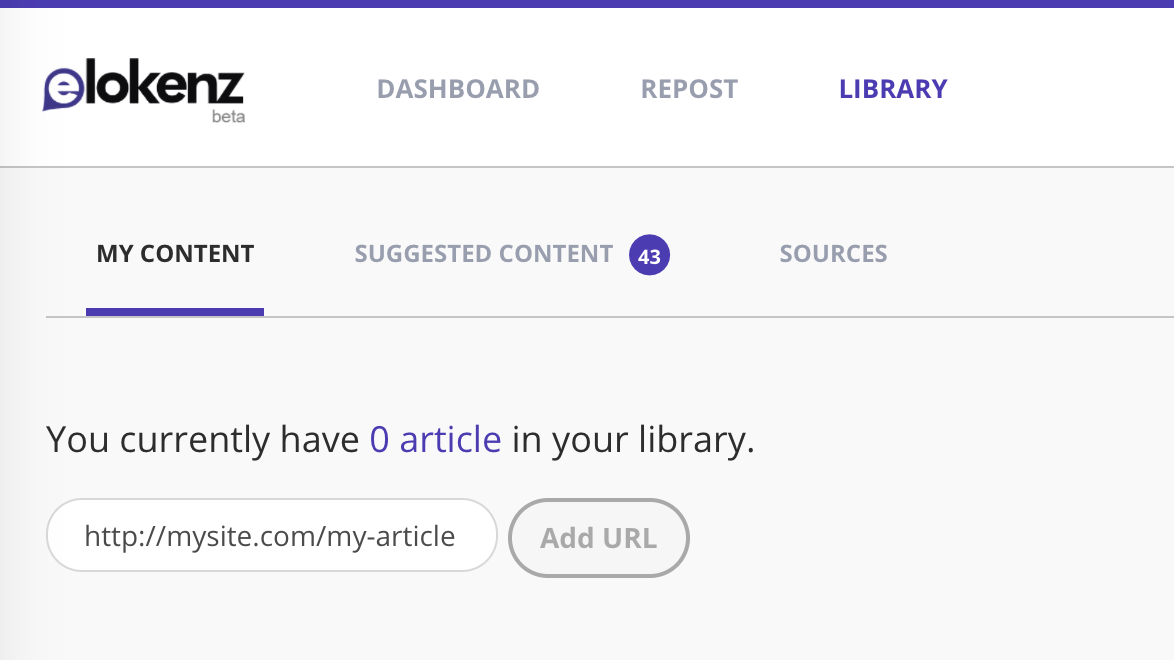 elokenz
beta
DASHBOARD REPOST LIBRARY
MY CONTENT SUGGESTED CONTENT 43 SOURCES
You currently have 0 article in your library.
http://mysite.com/my-article Add URL